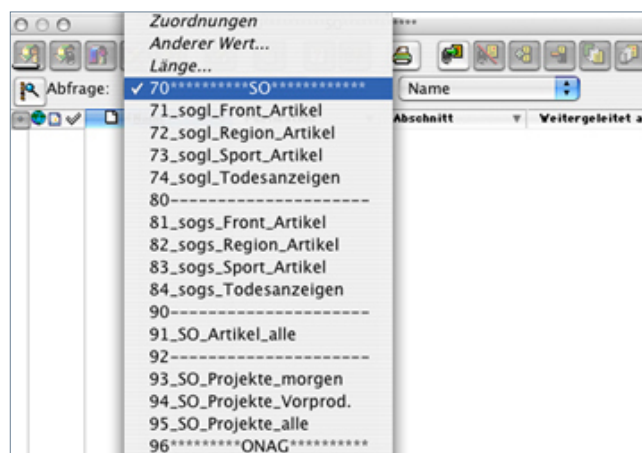 Zuordnungen
Anderer Wert...
Länge...
Abfrage:
✓ 70**********SO************
Name
71_sogl_Front_Artikel
Abschnitt
Weitergeleitet a
72_sogl_Region_Artikel
73_sogl_Sport_Artikel
74_sogl_Todesanzeigen
80----------------------
81_sogs_Front_Artikel
82_sogs_Region_Artikel
83_sogs_Sport_Artikel
84_sogs_Todesanzeigen
90----------------------
91_SO_Artikel_alle
92----------------------
93_SO_Projekte_morgen
94_SO_Projekte_Vorprod.
95_SO_Projekte_alle
96*********ONAG**********